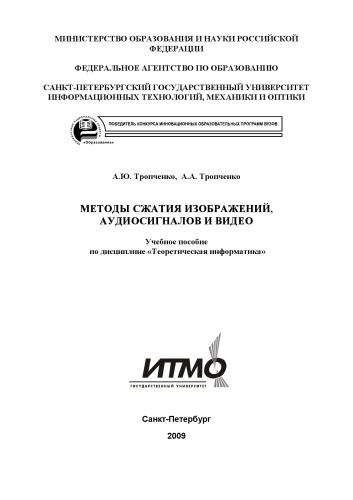 МИНИСТЕРСТВО ОБРАЗОВАНИЯ И НАУКИ РОССИЙСКОЙ
ФЕДЕРАЦИИ
ФЕДЕРАЛЬНОЕ АГЕНТСТВО ПО ОБРАЗОВАНИЮ
САНКТ-ПЕТЕРБУРГСКИЙ ГОСУДАРСТВЕННЫЙ УНИВЕРСИТЕТ
ИНФОРМАЦИОННЫХ ТЕХНОЛОГИЙ, МЕХАНИКИ И ОПТИКИ
ПОБЕДИТЕЛЬ КОНКУРСА ИННОВАЦИОННЫХ ОБРАЗОВАТЕЛЬНЫХ ПРОГРАММ ВУЗОВ
«Образование»
А.Ю. Тропченко, А.А. Тропченко
МЕТОДЫ СЖАТИЯ ИЗОБРАЖЕНИЙ,
АУДИОСИГНАЛОВ И ВИДЕО
Учебное пособие
по дисциплине «Теоретическая информатика»
ИТМО
ГОСУДАРСТВЕННЫЙ УНИВЕРСИТЕТ
Санкт-Петербург
2009